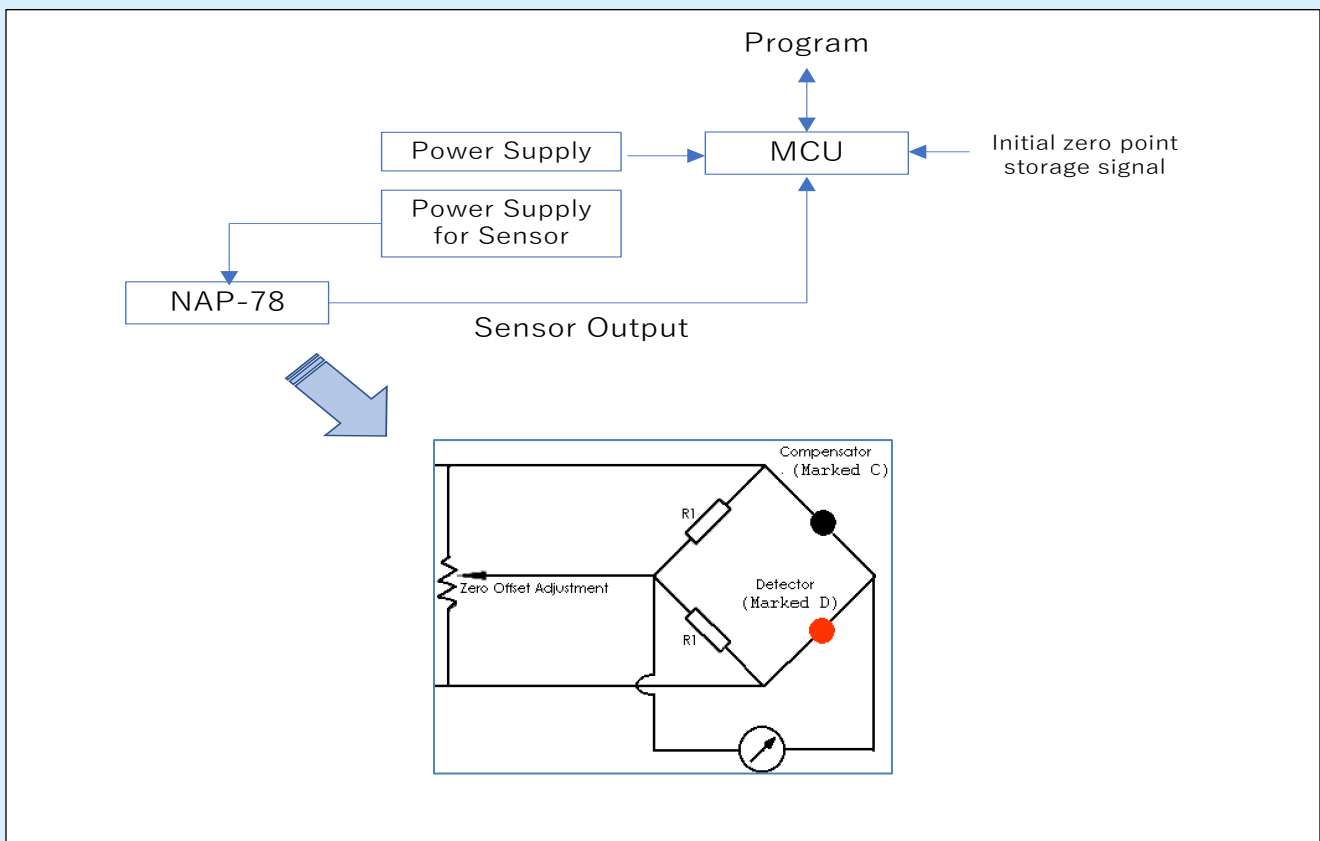 Program
Power Supply
MCU
Initial zero point
storage signal
Power Supply
for Sensor
NAP-78
Sensor Output
Compensator
. (Marked C)
R1
Zero Offset Adjustment
Detector
(Marked D)
R1